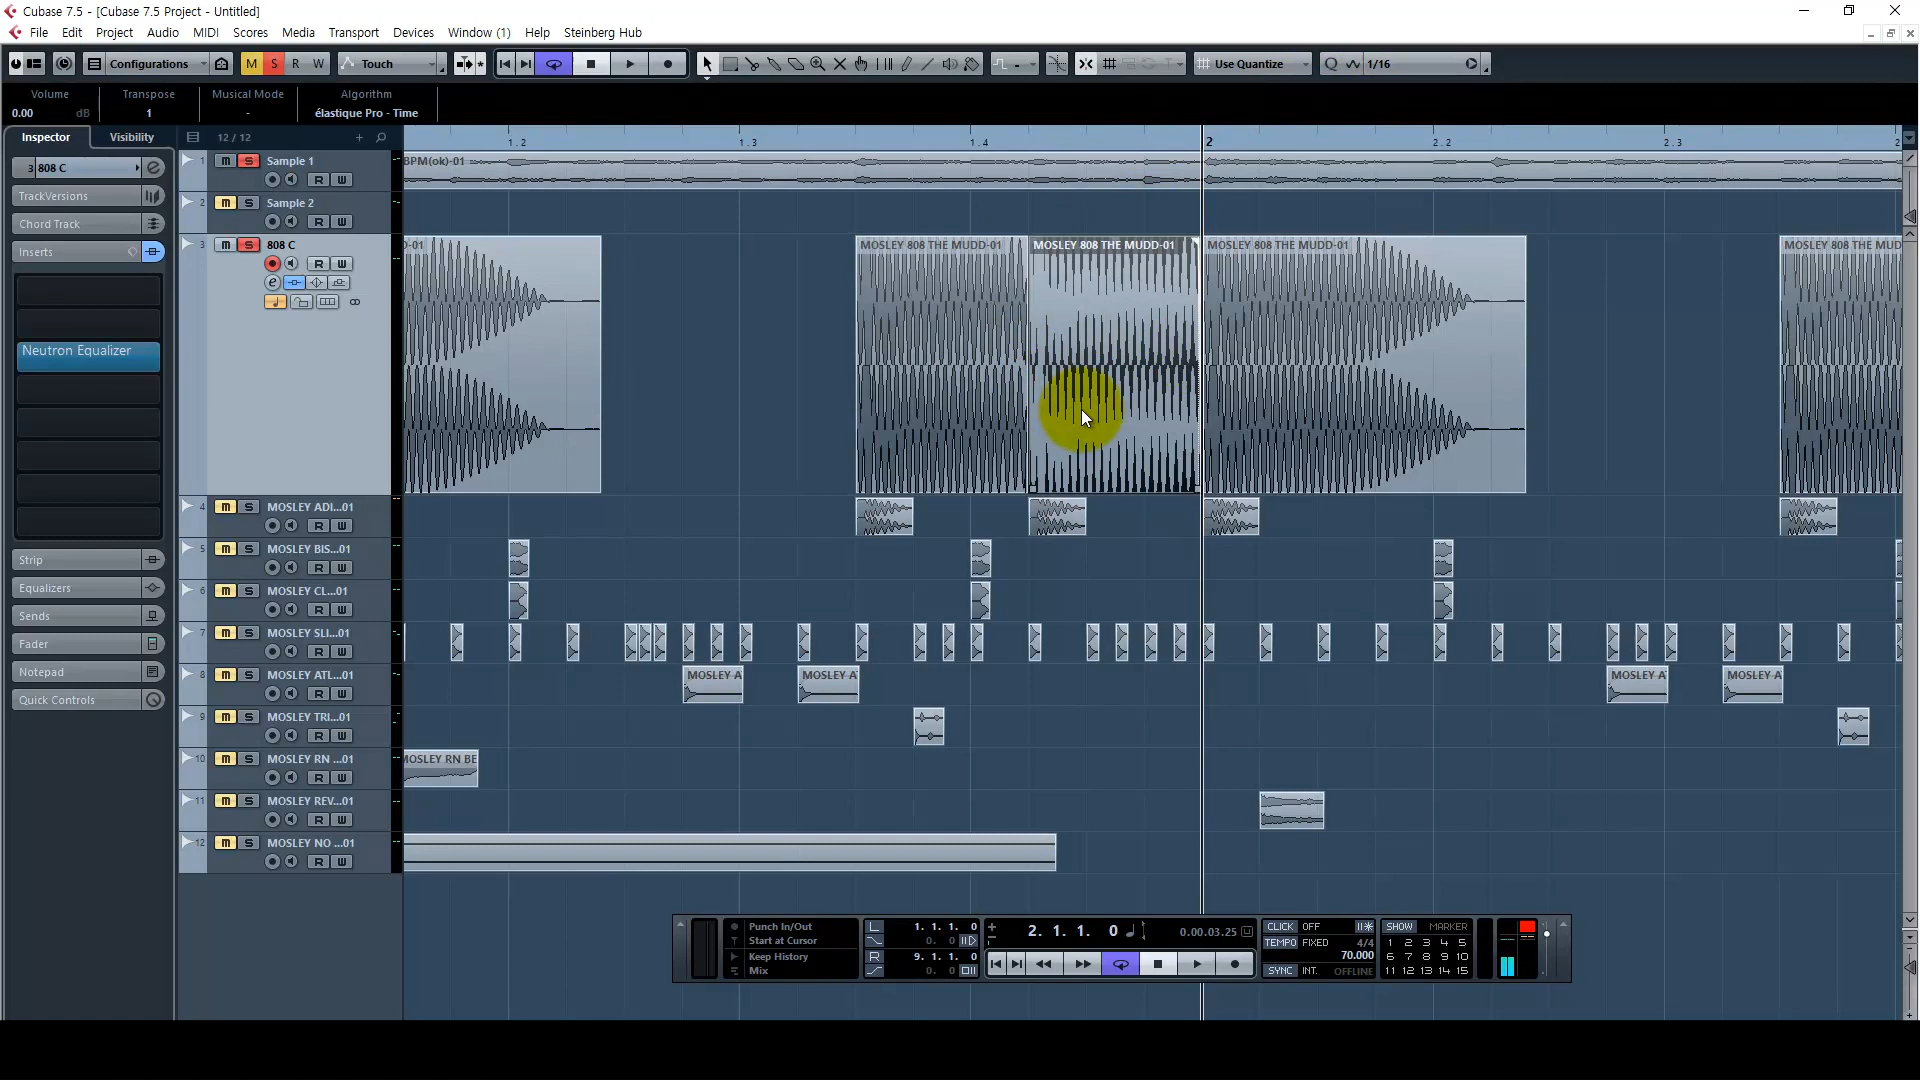 Cubase 7.5 - [Cubase 7.5 Project - Untitled]
File Edit Project Audio MIDI Scores Media Transport Devices Window (1) Help Steinberg Hub
Configurations M S R W Touch Use Quantize Q 1/16
Volume Transpose Musical Mode Algorithm
0.00 dB 1 - élastique Pro - Time
Inspector Visibility 12 / 12
1.2 1.3 1.4 2 2.2 2.3 2
3 808 C
TrackVersions
Chord Track
Inserts
Neutron Equalizer
Strip
Equalizers
Sends
Fader
Notepad
Quick Controls
1 m S Sample 1
R W
2 m S Sample 2
R W
3 m S 808 C
R W
e
4 m S MOSLEY ADI...01
R W
5 m S MOSLEY BIS...01
R W
6 m S MOSLEY CL...01
R W
7 m S MOSLEY SLI...01
R W
8 m S MOSLEY ATL...01
R W
9 m S MOSLEY TRI...01
R W
10 m S MOSLEY RN ...01
R W
11 m S MOSLEY REV...01
R W
12 m S MOSLEY NO ...01
R W
BPM(ok)-01
D-01 MOSLEY 808 THE MUDD-01 MOSLEY 808 THE MUDD-01 MOSLEY 808 THE MUDD-01 MOSLEY 808 THE MUD
MOSLEY A MOSLEY A MOSLEY A MOSLEY A
MOSLEY RN BE
Punch In/Out
Start at Cursor
Keep History
Mix
L 1. 1. 1. 0
0. 0
R 9. 1. 1. 0
0. 0
2. 1. 1. 0 0.00.03.25
CLICK OFF
TEMPO FIXED 4/4
70.000
SYNC INT. OFFLINE
SHOW MARKER
1 2 3 4 5
6 7 8 9 10
11 12 13 14 15